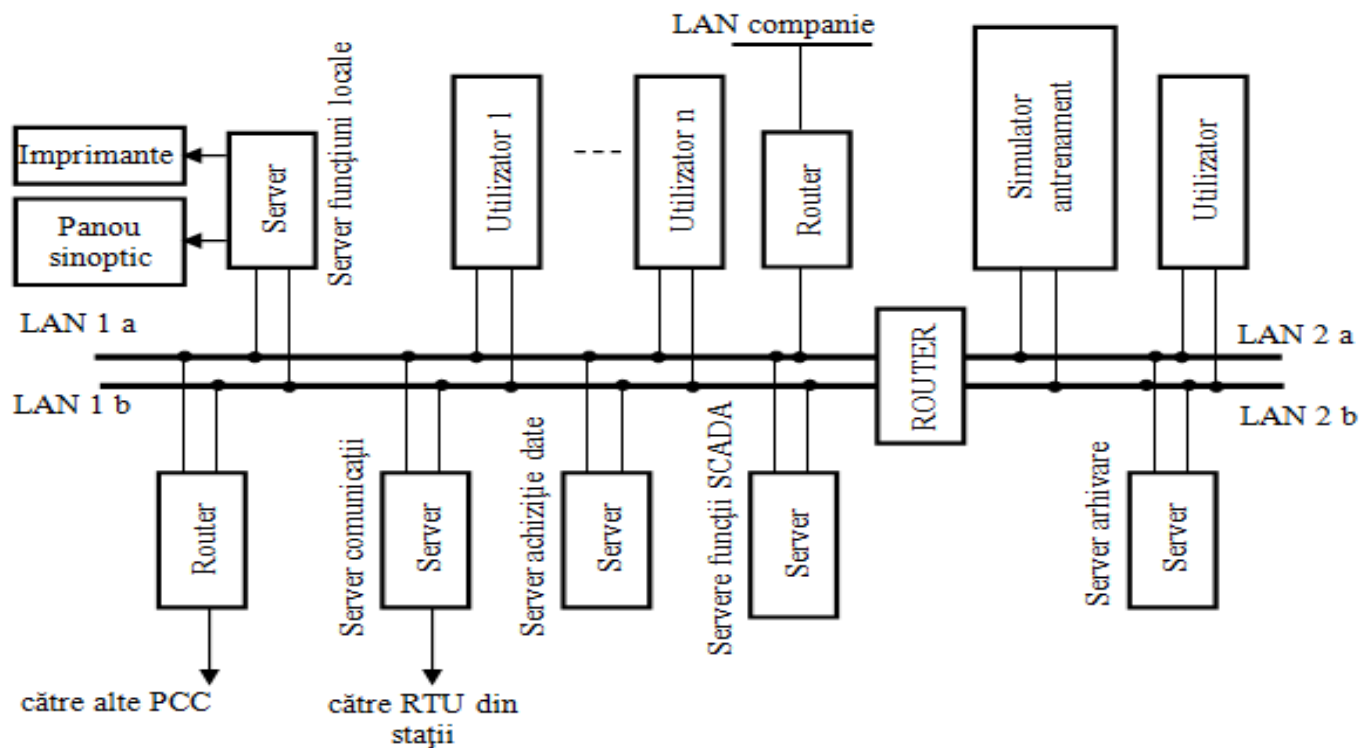 LAN companie
Imprimante
Panou
sinoptic
Server
Server funcţiuni locale
Utilizator 1
----
Utilizator n
Router
Simulator
antrenament
Utilizator
LAN 1 a
LAN 2 a
LAN 1 b
LAN 2 b
ROUTER
Router
Server comunicaţii
Server
Server achiziţie date
Server
Servere funcţii SCADA
Server
Server arhivare
Server
către alte PCC
către RTU din
staţii